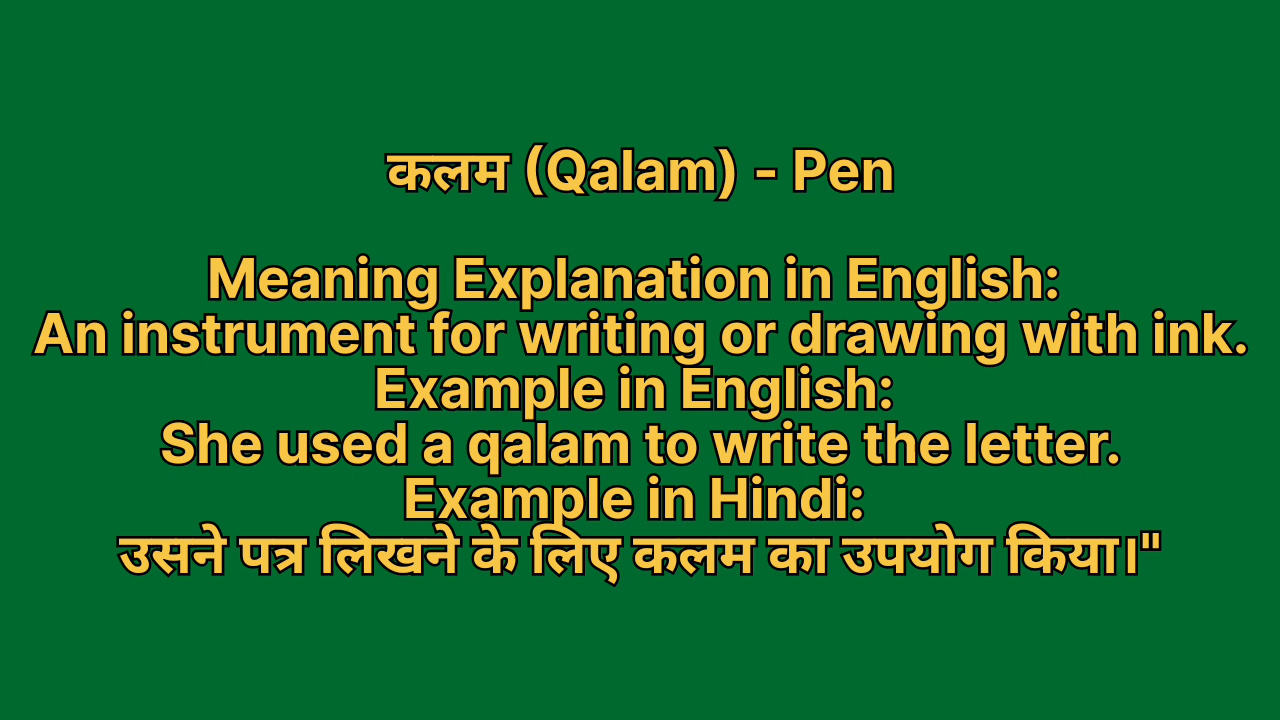 कलम (Qalam) - Pen
Meaning Explanation in English:
An instrument for writing or drawing with ink.
Example in English:
She used a qalam to write the letter.
Example in Hindi:
उसने पत्र लिखने के लिए कलम का उपयोग किया।"